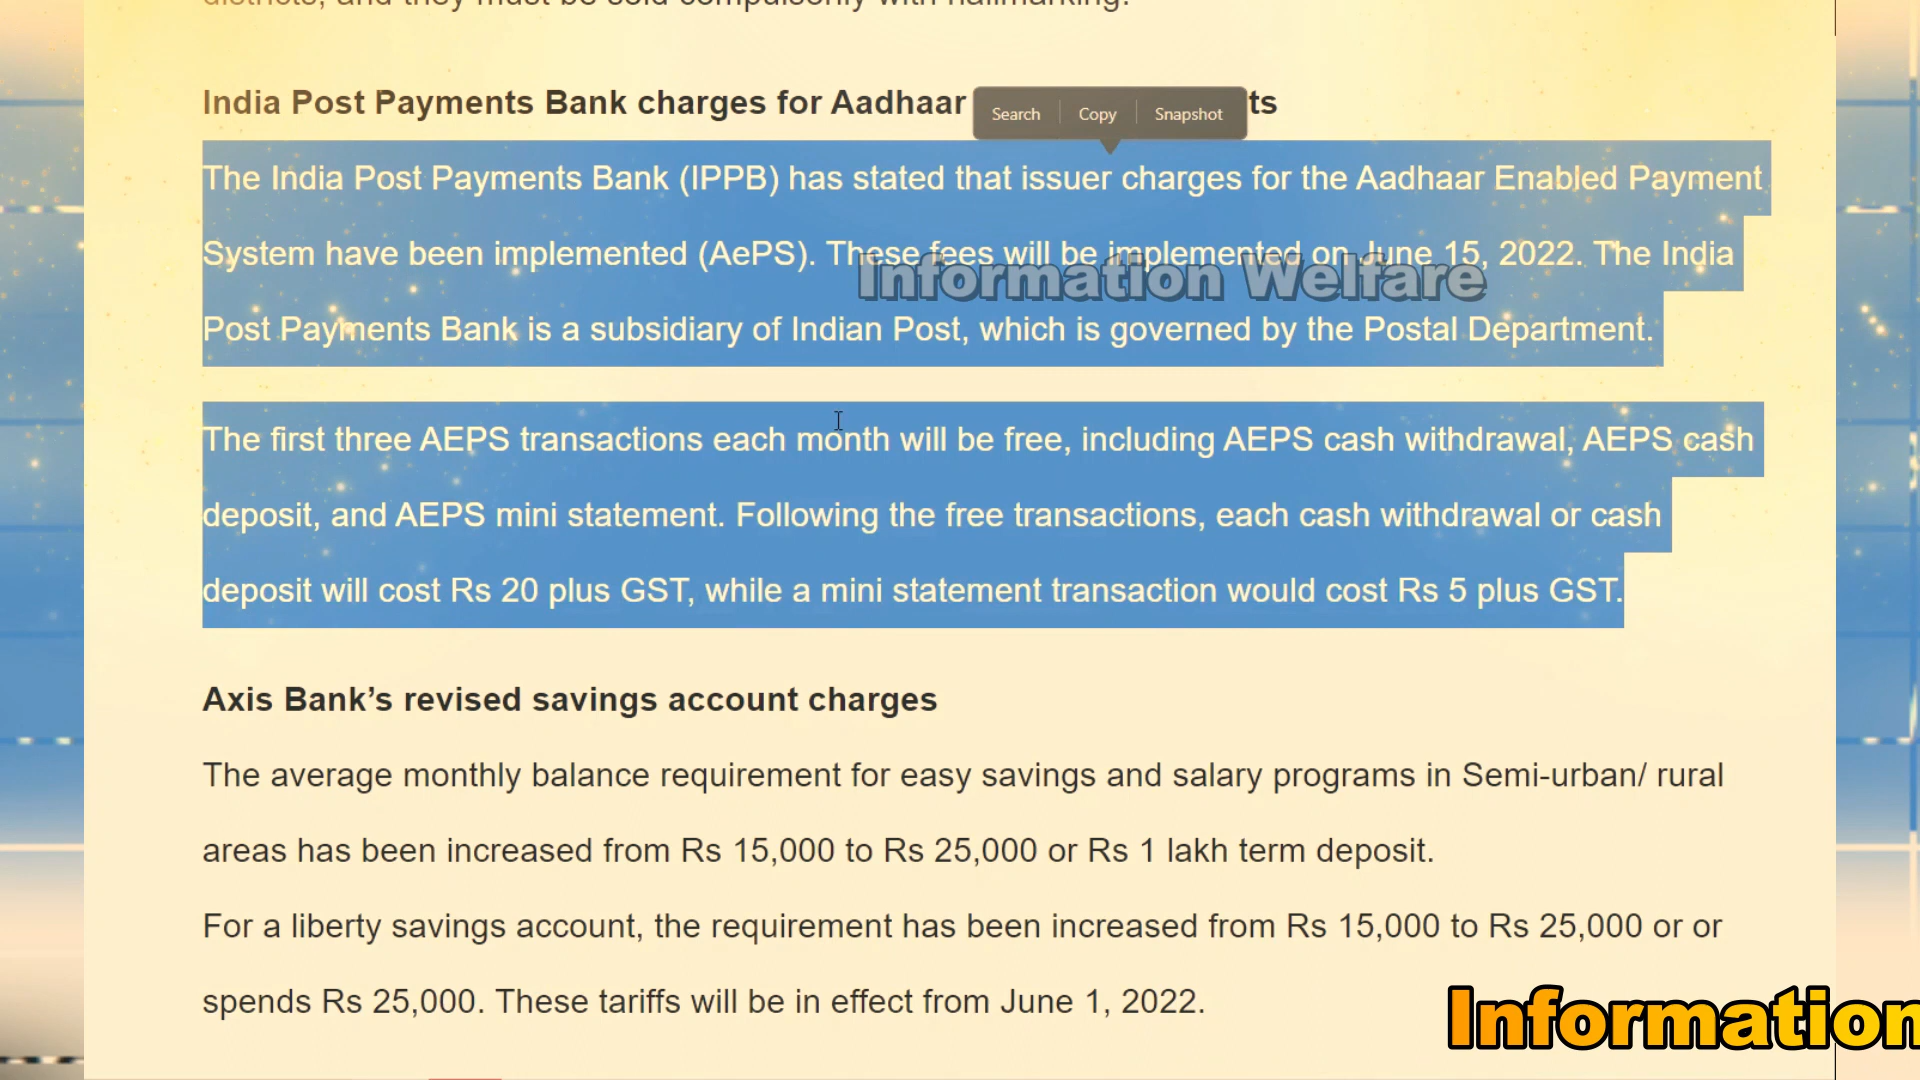 districts, and they must be sold compulsorily with hallmarking.
India Post Payments Bank charges for Aadhaar ts
Search Copy Snapshot
The India Post Payments Bank (IPPB) has stated that issuer charges for the Aadhaar Enabled Payment
System have been implemented (AePS). These fees will be implemented on June 15, 2022. The India
Information Welfare
Post Payments Bank is a subsidiary of Indian Post, which is governed by the Postal Department.
The first three AEPS transactions each month will be free, including AEPS cash withdrawal, AEPS cash
deposit, and AEPS mini statement. Following the free transactions, each cash withdrawal or cash
deposit will cost Rs 20 plus GST, while a mini statement transaction would cost Rs 5 plus GST.
Axis Bank’s revised savings account charges
The average monthly balance requirement for easy savings and salary programs in Semi-urban/ rural
areas has been increased from Rs 15,000 to Rs 25,000 or Rs 1 lakh term deposit.
For a liberty savings account, the requirement has been increased from Rs 15,000 to Rs 25,000 or or
spends Rs 25,000. These tariffs will be in effect from June 1, 2022.
Information